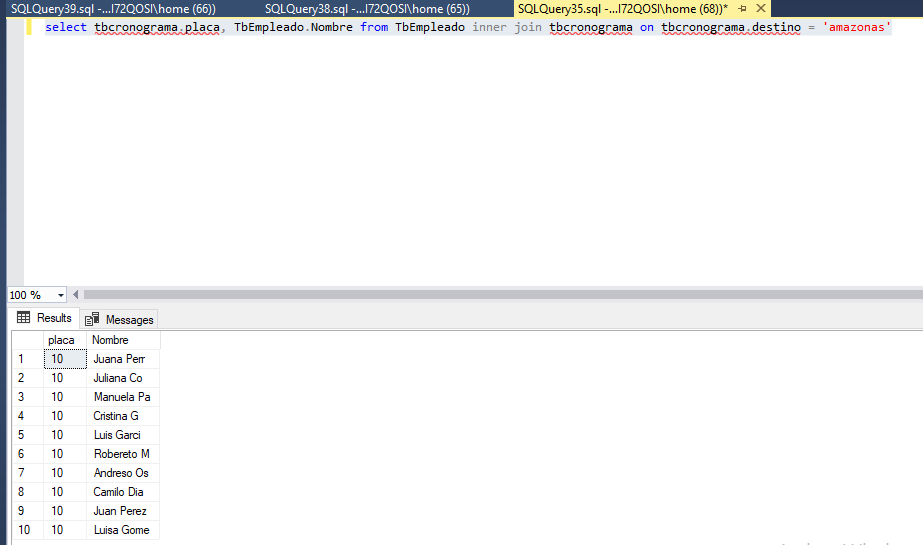 SQLQuery39.sql -...I72QOSI\home (66))
SQLQuery38.sql -...I72QOSI\home (65))
SQLQuery35.sql -...I72QOSI\home (68))*
select tbcronograma.placa, TbEmpleado.Nombre from TbEmpleado inner join tbcronograma on tbcronograma.destino = 'amazonas'
100 %
Results
Messages
placa Nombre
1 10 Juana Perr
2 10 Juliana Co
3 10 Manuela Pa
4 10 Cristina G
5 10 Luis Garci
6 10 Robereto M
7 10 Andreso Os
8 10 Camilo Dia
9 10 Juan Perez
10 10 Luisa Gome